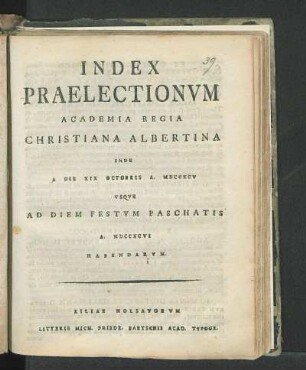 39
INDEX
PRAELECTIONVM
ACADEMIA REGIA
CHRISTIANA ALBERTINA
INDE
A DIE XIX OCTOBRIS A. MDCCXCV
VSQVE
AD DIEM FESTVM PASCHATIS
A. MDCCXCVI
HABENDARVM.
KILIAE HOLSATORVM
LITTERIS MICH. FRIEDR. BARTSCHII ACAD. TYPOGR.